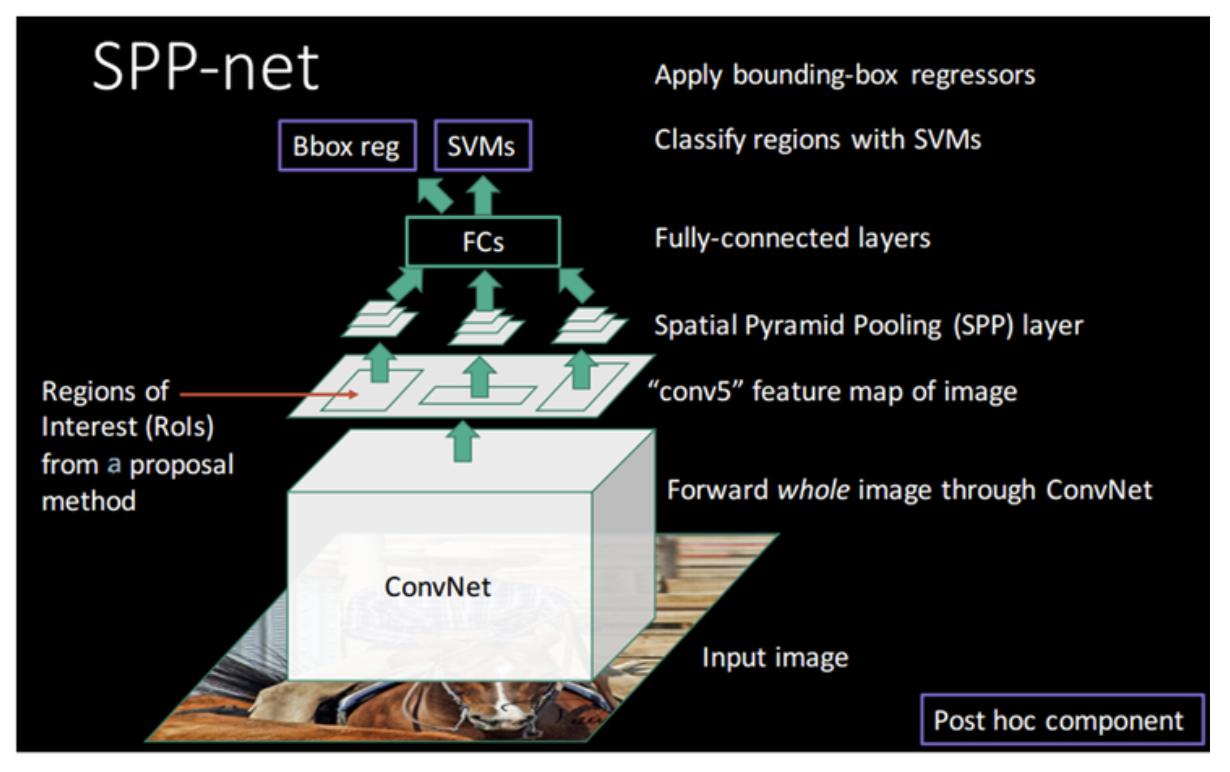 SPP-net
Apply bounding-box regressors
Bbox reg
SVMs
Classify regions with SVMs
FCs
Fully-connected layers
Spatial Pyramid Pooling (SPP) layer
Regions of
Interest (RoIs)
from a proposal
method
“conv5” feature map of image
Forward whole image through ConvNet
ConvNet
Input image
Post hoc component